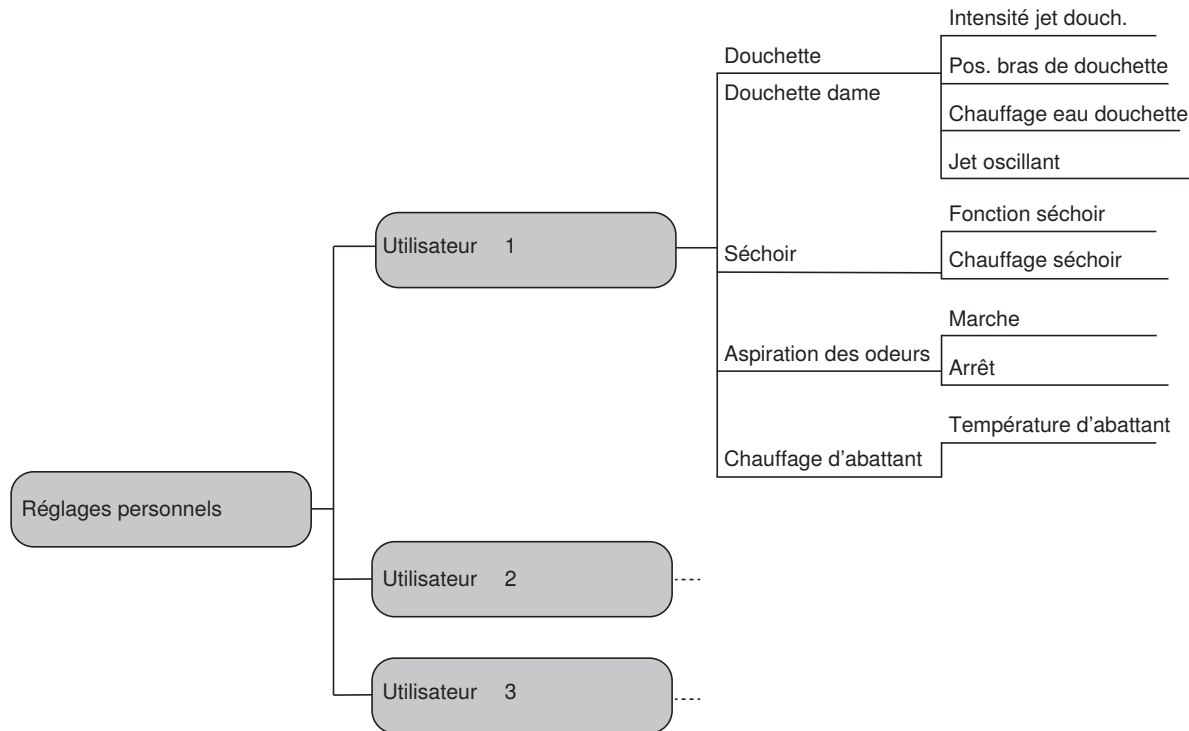 Intensité jet douch.
Douchette
Pos. bras de douchette
Douchette dame
Chauffage eau douchette
Jet oscillant
Fonction séchoir
Utilisateur 1
Séchoir
Chauffage séchoir
Marche
Aspiration des odeurs
Arrêt
Température d’abattant
Chauffage d’abattant
Réglages personnels
Utilisateur 2
Utilisateur 3